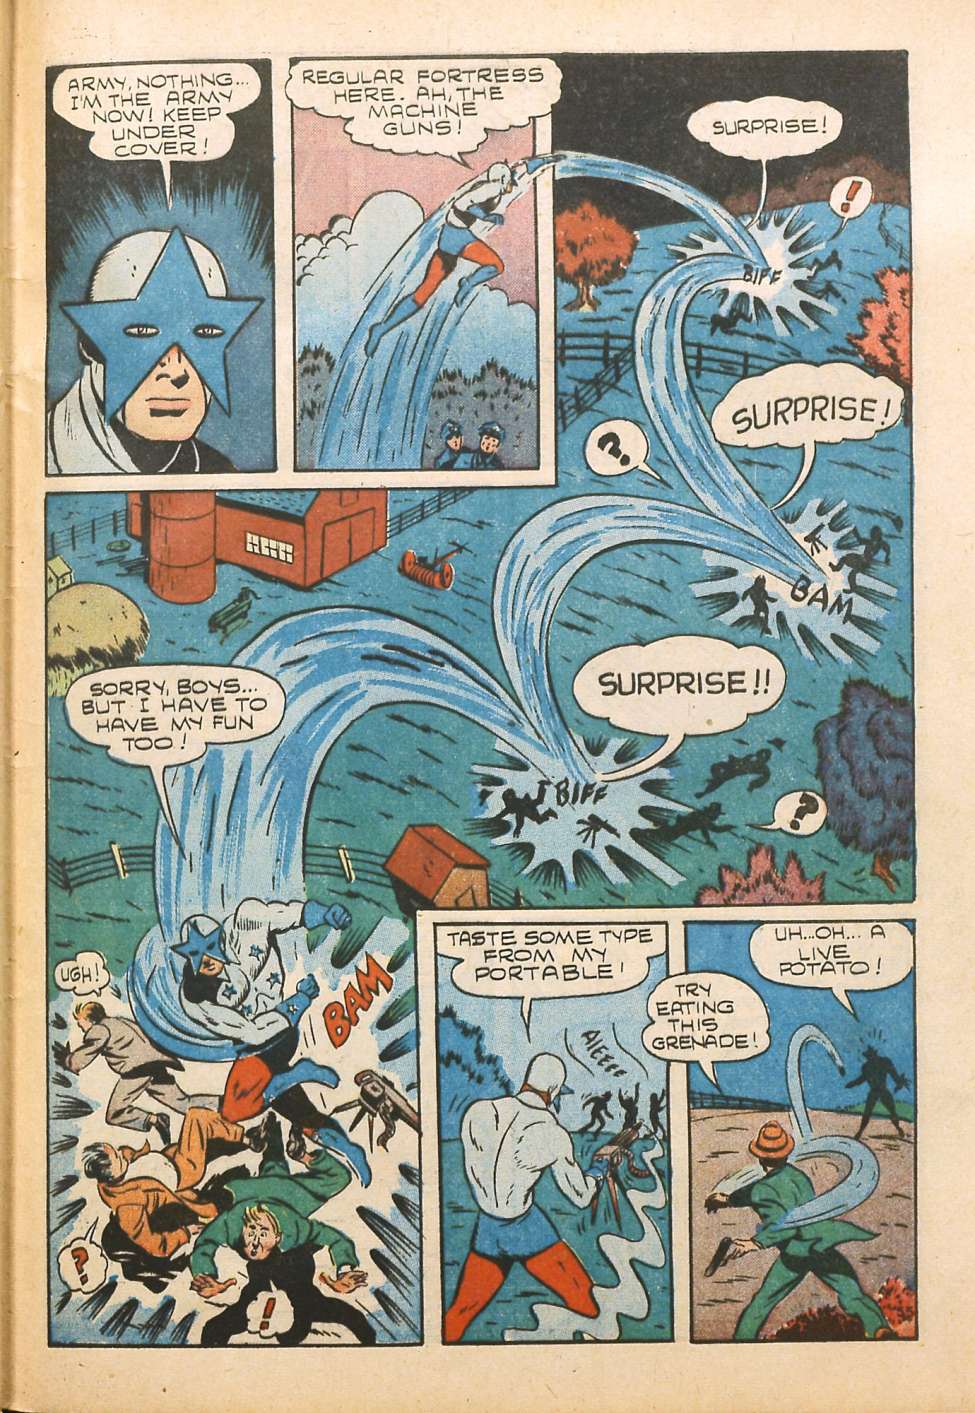 ARMY, NOTHING...
I'M THE ARMY
NOW! KEEP
UNDER
COVER!
REGULAR FORTRESS
HERE. AH, THE
MACHINE
GUNS!
SURPRISE!
!
BIFF
SURPRISE!
?
BAM
SURPRISE!!
BIFF
?
SORRY, BOYS...
BUT I HAVE TO
HAVE MY FUN
TOO!
UGH!
BAM
?
!
TASTE SOME TYPE
FROM MY
PORTABLE!
AIEEEE
TRY
EATING
THIS
GRENADE!
UH...OH... A
LIVE
POTATO!